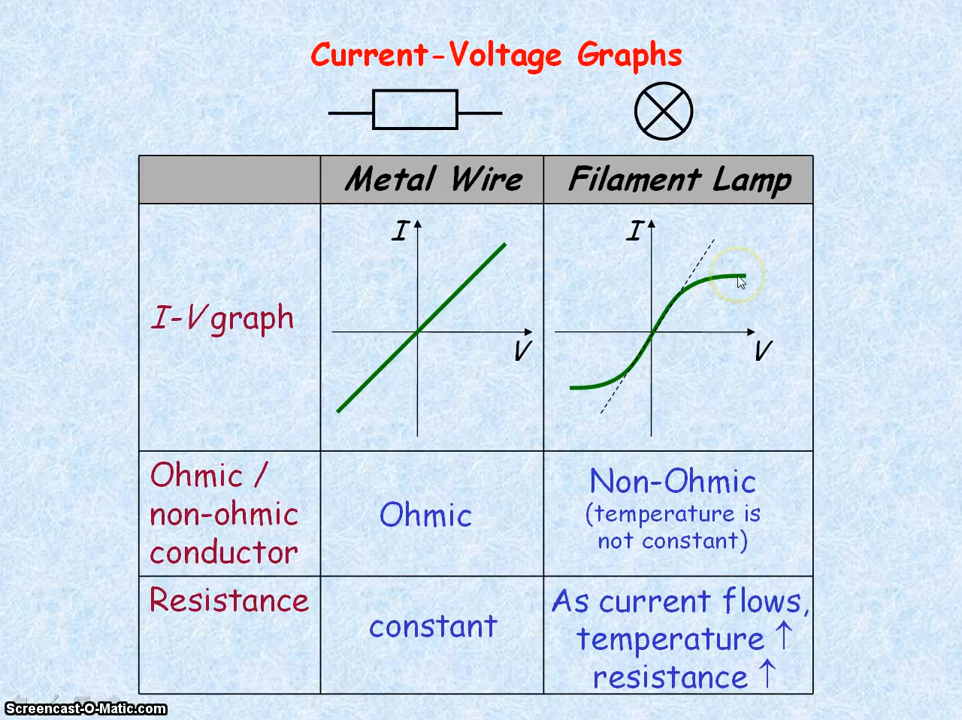 Current-Voltage Graphs
Metal Wire
Filament Lamp
I-V graph
I
V
I
V
Ohmic /
non-ohmic
conductor
Ohmic
Non-Ohmic
(temperature is
not constant)
Resistance
constant
As current flows,
temperature ↑
resistance ↑
Screencast-O-Matic.com